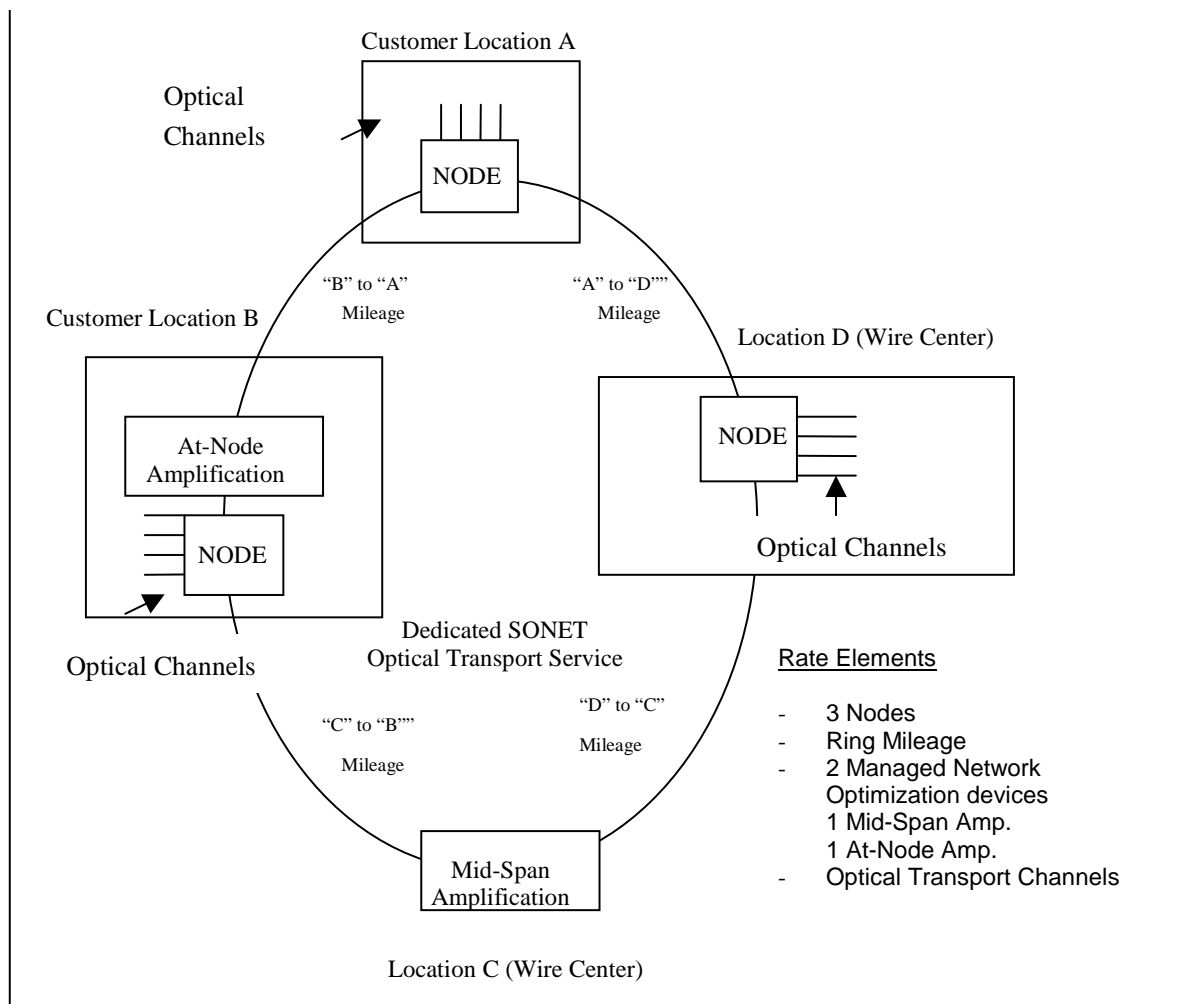 Customer Location A
Optical
Channels
NODE
“B” to “A”
Mileage
“A” to “D””
Mileage
Customer Location B
Location D (Wire Center)
At-Node
Amplification
NODE
NODE
Optical Channels
Optical Channels
Dedicated SONET
Optical Transport Service
“C” to “B””
Mileage
“D” to “C”
Mileage
Rate Elements
- 3 Nodes
- Ring Mileage
- 2 Managed Network
Optimization devices
1 Mid-Span Amp.
1 At-Node Amp.
- Optical Transport Channels
Mid-Span
Amplification
Location C (Wire Center)